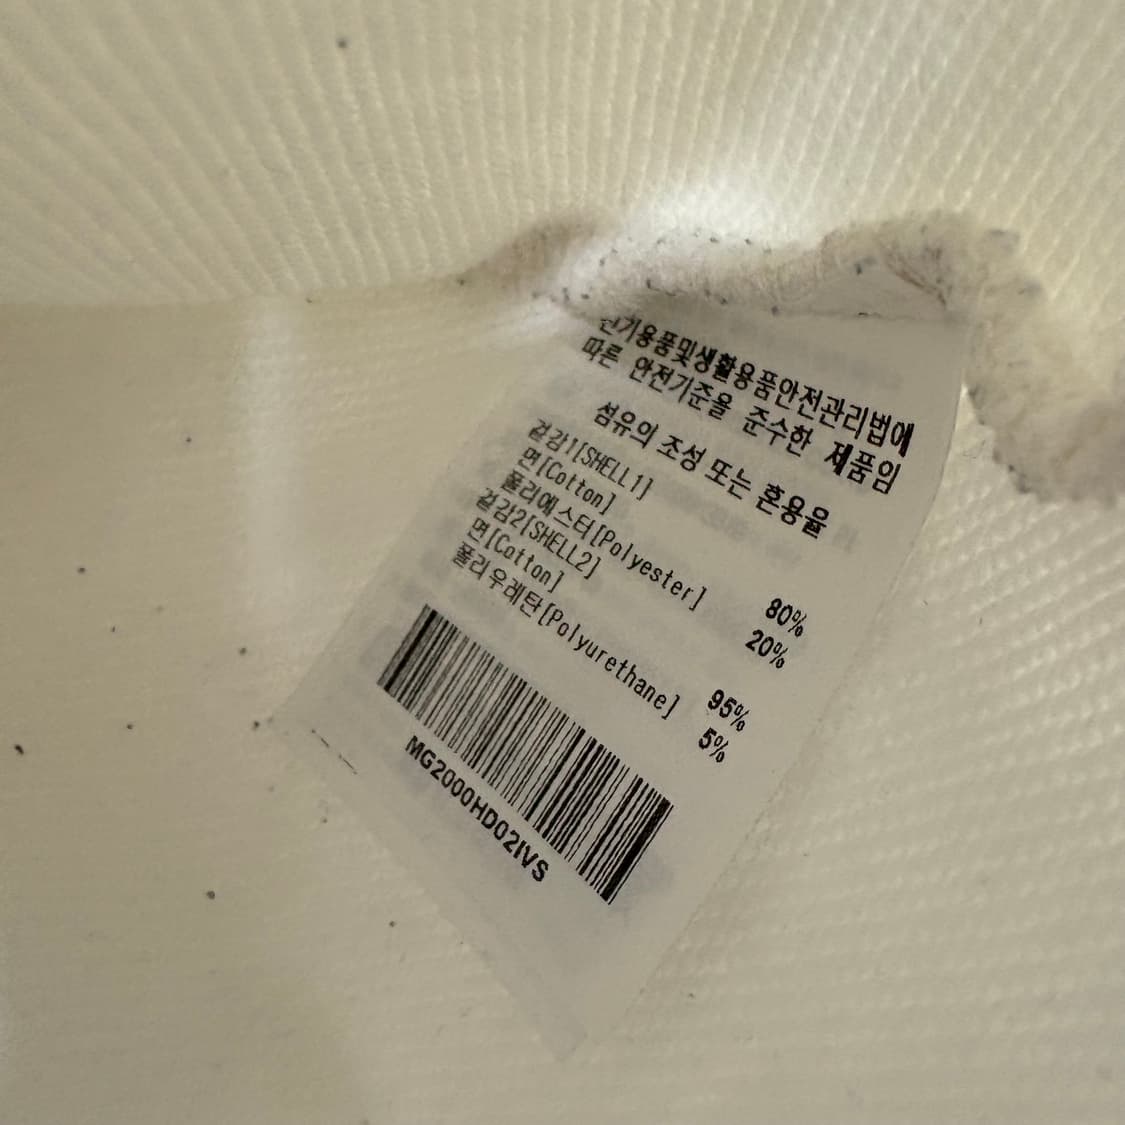 전기용품및생활용품안전관리법에
따른 안전기준을 준수한 제품임
섬유의 조성 또는 혼용율
겉감1[SHELL1]
면[Cotton] 80%
폴리에스터[Polyester] 20%
겉감2[SHELL2]
면[Cotton] 95%
폴리우레탄[Polyurethane] 5%
MG2000HD02IVS